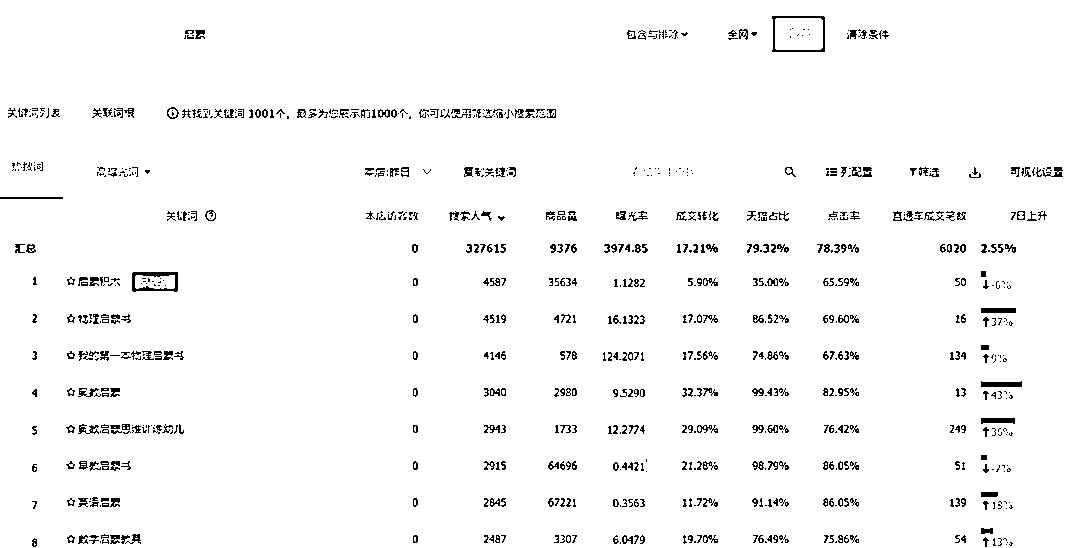 启蒙 包含与排除 全网 清除条件
关键词列表 关联词根 共找到关键词 1001个，最多为您展示前1000个，你可以使用筛选缩小搜索范围
热搜词 高曝光词 本店:昨日 复制关键词 列配置 筛选 可视化设置
关键词 本店访客数 搜索人气 商品量 曝光率 成交转化 天猫占比 点击率 直通车成交笔数 7日上升
汇总 0 327615 9376 3974.85 17.21% 79.32% 78.39% 6020 2.55%
1 ☆启蒙积木 0 4587 35634 1.1282 5.90% 35.00% 65.59% 50 ↓-6%
2 ☆物理启蒙书 0 4519 4721 16.1323 17.07% 86.52% 69.60% 16 ↑37%
3 ☆我的第一本物理启蒙书 0 4146 578 124.2071 17.56% 74.86% 67.63% 134 ↑9%
4 ☆奥数启蒙 0 3040 2980 9.5290 32.37% 99.43% 82.95% 13 ↑43%
5 ☆奥数启蒙思维训练幼儿 0 2943 1733 12.2774 29.09% 99.60% 76.42% 249 ↑36%
6 ☆早教启蒙书 0 2915 64696 0.4421 21.28% 98.79% 86.05% 51 ↓-7%
7 ☆英语启蒙 0 2845 67221 0.3563 11.72% 91.14% 86.05% 139 ↑18%
8 ☆数学启蒙教具 0 2487 3307 6.0479 19.70% 76.49% 75.86% 54 ↑13%